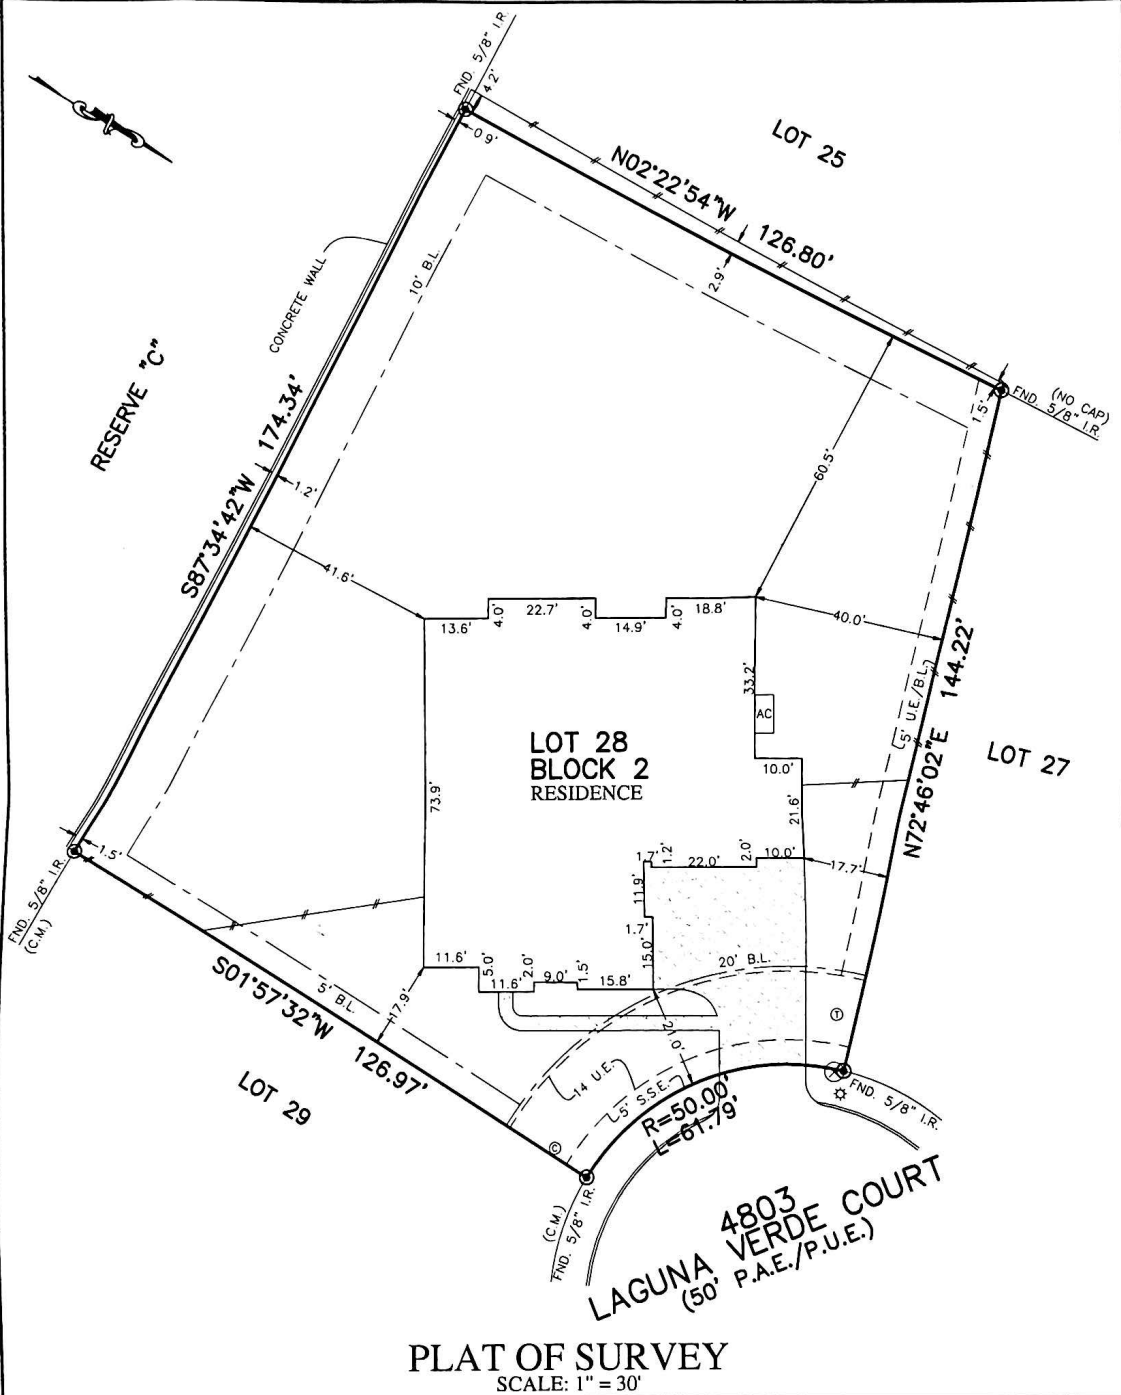 FND. 5/8" I.R.
4.2'
0.9'
LOT 25
N02°22'54"W 126.80'
2.9'
10' B.L.
CONCRETE WALL
RESERVE "C"
S87°34'42"W 174.34'
1.2'
(NO CAP)
FND. 5/8" I.R.
1.5'
60.5'
41.6'
40.0'
13.6'
4.0'
22.7'
4.0'
14.9'
4.0'
18.8'
33.2'
AC
5' U.E./B.L.
N72°46'02"E 144.22'
LOT 27
LOT 28
BLOCK 2
RESIDENCE
73.9'
10.0'
21.6'
1.7'
1.2'
22.0'
2.0'
10.0'
17.7'
11.9'
1.7'
15.0'
1.5'
FND. 5/8" I.R.
(C.M.)
11.6'
5.0'
11.6'
2.0'
9.0'
1.5'
15.8'
20' B.L.
17.9'
5' B.L.
S01°57'32"W 126.97'
LOT 29
21.0'
14 U.E.
5' S.S.E.
T
C
R=50.00'
L=61.79'
FND. 5/8" I.R.
(C.M.)
FND. 5/8" I.R.
4803
LAGUNA VERDE COURT
(50' P.A.E./P.U.E.)
PLAT OF SURVEY
SCALE: 1" = 30'